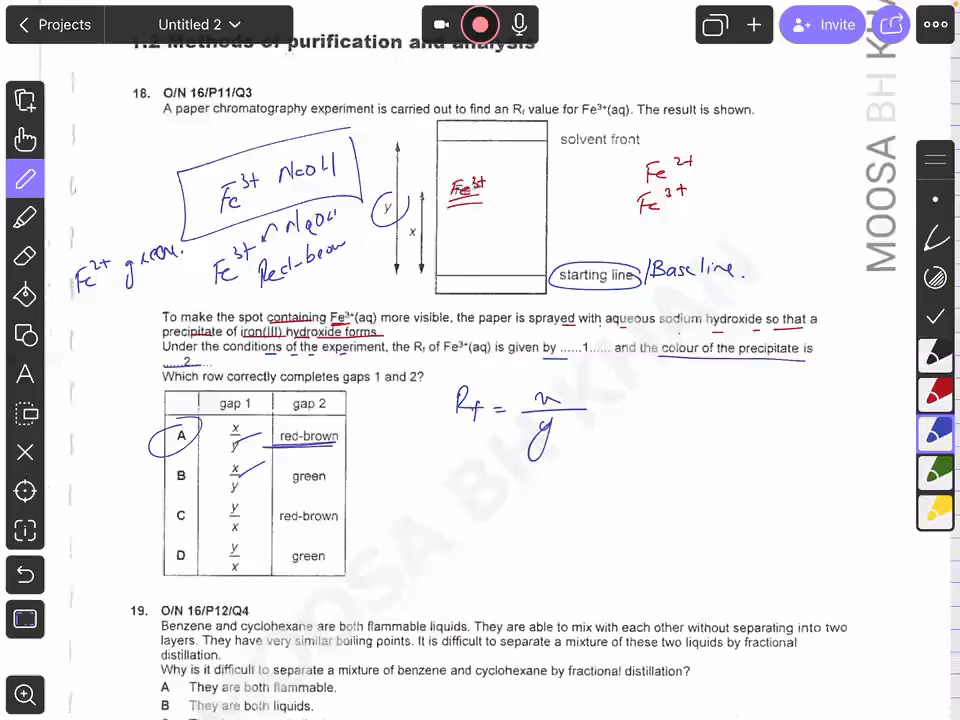 Projects
Untitled 2
Invite
1.2 Methods of purification and analysis
MOOSA BH KHAN
18. O/N 16/P11/Q3
A paper chromatography experiment is carried out to find an Rf value for Fe³⁺(aq). The result is shown.
solvent front
Fe³⁺ NaOH
Fe³⁺
Fe²⁺
Fe³⁺
y
x
Fe³⁺ NaOH
Fe²⁺ green.
Red-brown
starting line /Baseline.
To make the spot containing Fe³⁺(aq) more visible, the paper is sprayed with aqueous sodium hydroxide so that a
precipitate of iron(III) hydroxide forms.
Under the conditions of the experiment, the Rf of Fe³⁺(aq) is given by ......1...... and the colour of the precipitate is
......2......
Which row correctly completes gaps 1 and 2?
gap 1 gap 2
A x/y red-brown
B x/y green
C y/x red-brown
D y/x green
Rf = x/y
19. O/N 16/P12/Q4
Benzene and cyclohexane are both flammable liquids. They are able to mix with each other without separating into two
layers. They have very similar boiling points. It is difficult to separate a mixture of these two liquids by fractional
distillation.
Why is it difficult to separate a mixture of benzene and cyclohexane by fractional distillation?
A They are both flammable.
B They are both liquids.